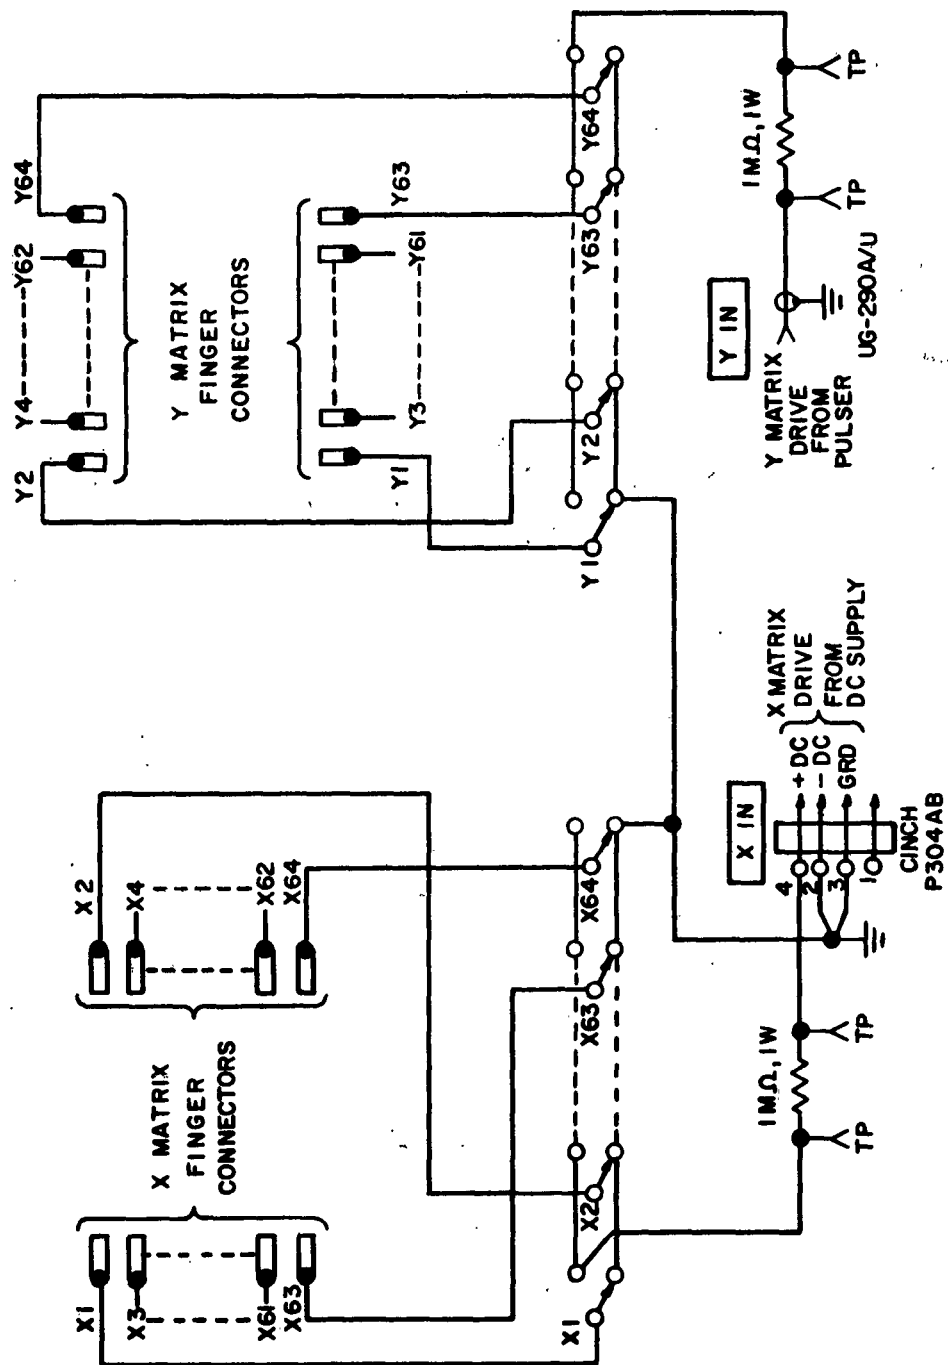 X1
X3
X61
X63
X MATRIX
FINGER
CONNECTORS
X 2
X4
X62
X64
Y2
Y4
Y62
Y64
Y MATRIX
FINGER
CONNECTORS
Y1
Y3
Y61
Y63
X1
X2
X63
X64
Y1
Y2
Y63
Y64
1MΩ, 1W
TP
TP
X IN
4
2
3
1
+ DC
- DC
GRD
X MATRIX
DRIVE
FROM
DC SUPPLY
CINCH
P304AB
Y IN
Y MATRIX
DRIVE
FROM
PULSER
UG-290A/U
1MΩ, 1W
TP
TP